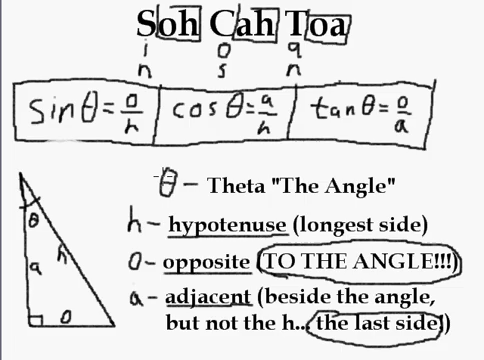 Soh Cah Toa
i o a
n s n
sinθ=o/h cosθ=a/h tanθ=o/a
θ – Theta "The Angle"
h – hypotenuse (longest side)
o – opposite (TO THE ANGLE!!!)
a – adjacent (beside the angle,
but not the h...(the last side!)
θ
a h
o